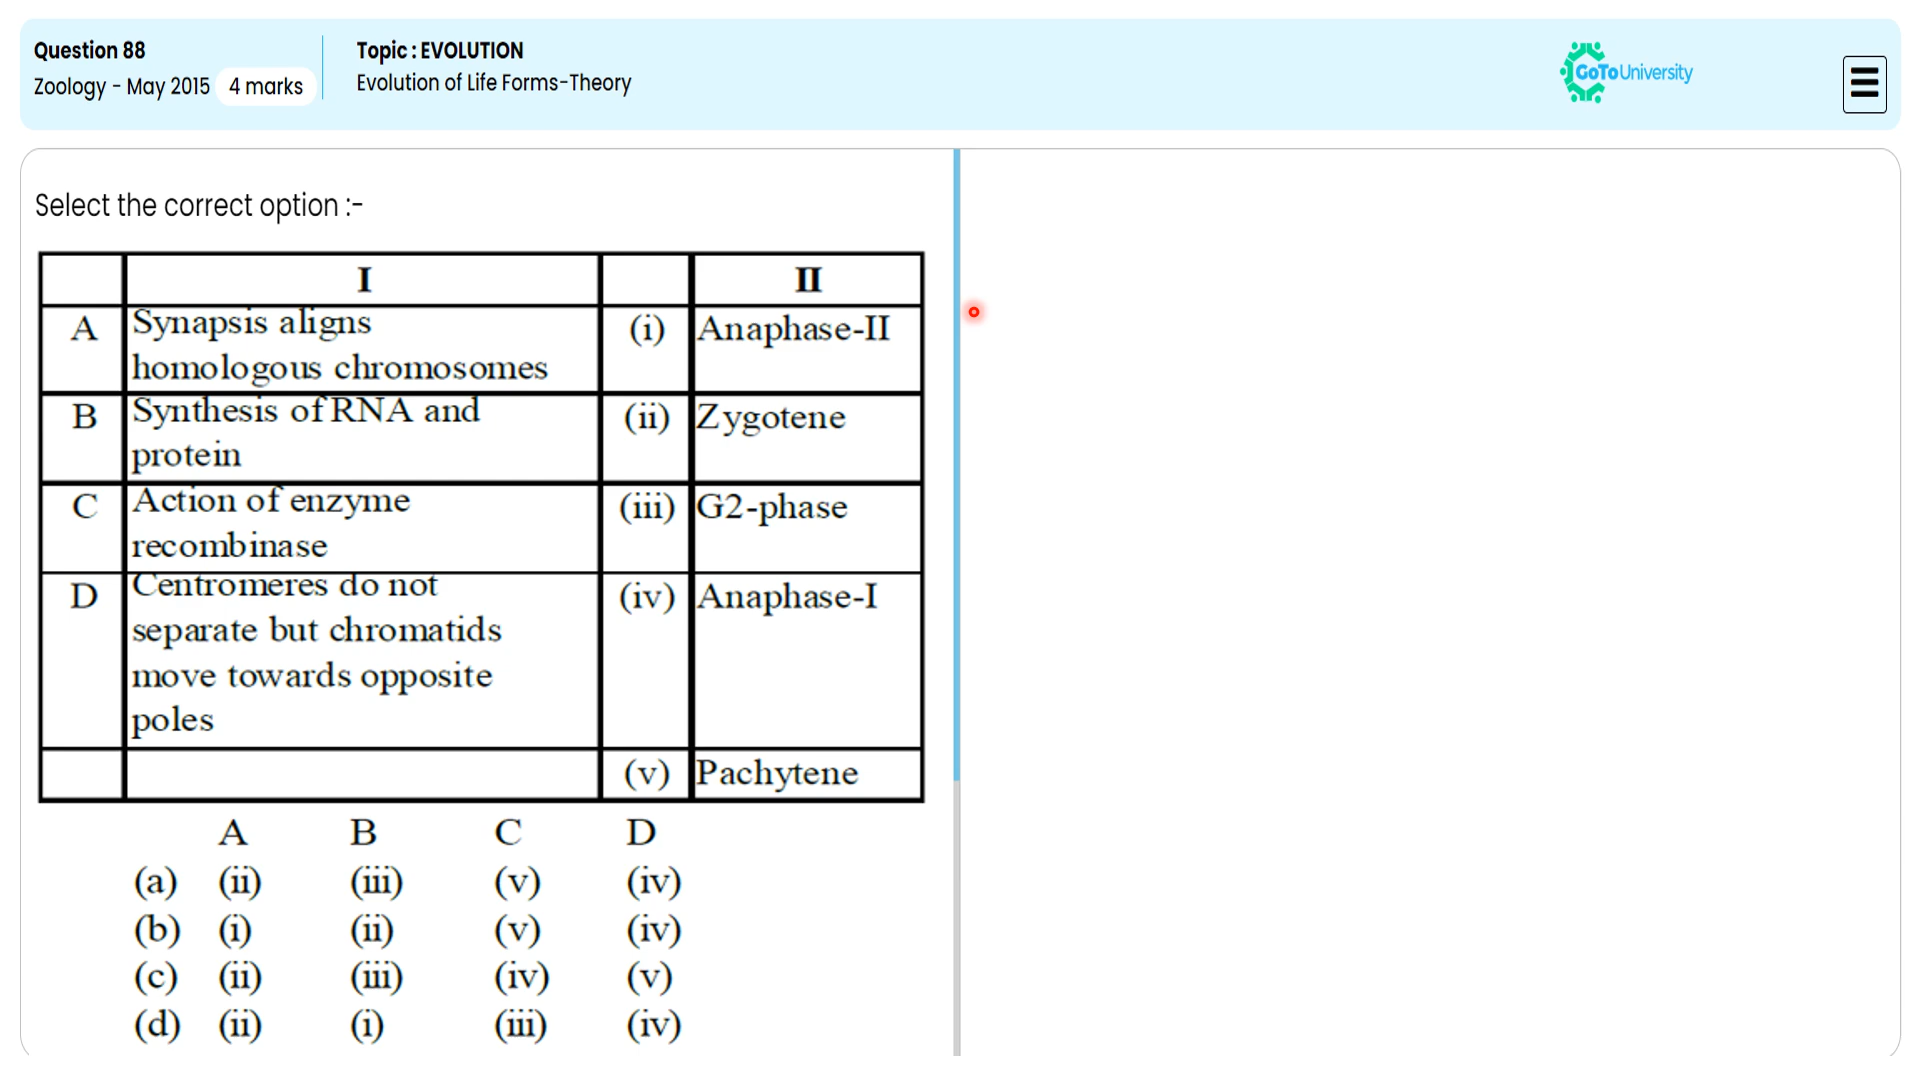 Question 88
Zoology - May 2015 4 marks
Topic : EVOLUTION
Evolution of Life Forms-Theory
GoToUniversity
Select the correct option :-
I II
A Synapsis aligns homologous chromosomes (i) Anaphase-II
B Synthesis of RNA and protein (ii) Zygotene
C Action of enzyme recombinase (iii) G2-phase
D Centromeres do not separate but chromatids move towards opposite poles (iv) Anaphase-I
(v) Pachytene
A B C D
(a) (ii) (iii) (v) (iv)
(b) (i) (ii) (v) (iv)
(c) (ii) (iii) (iv) (v)
(d) (ii) (i) (iii) (iv)